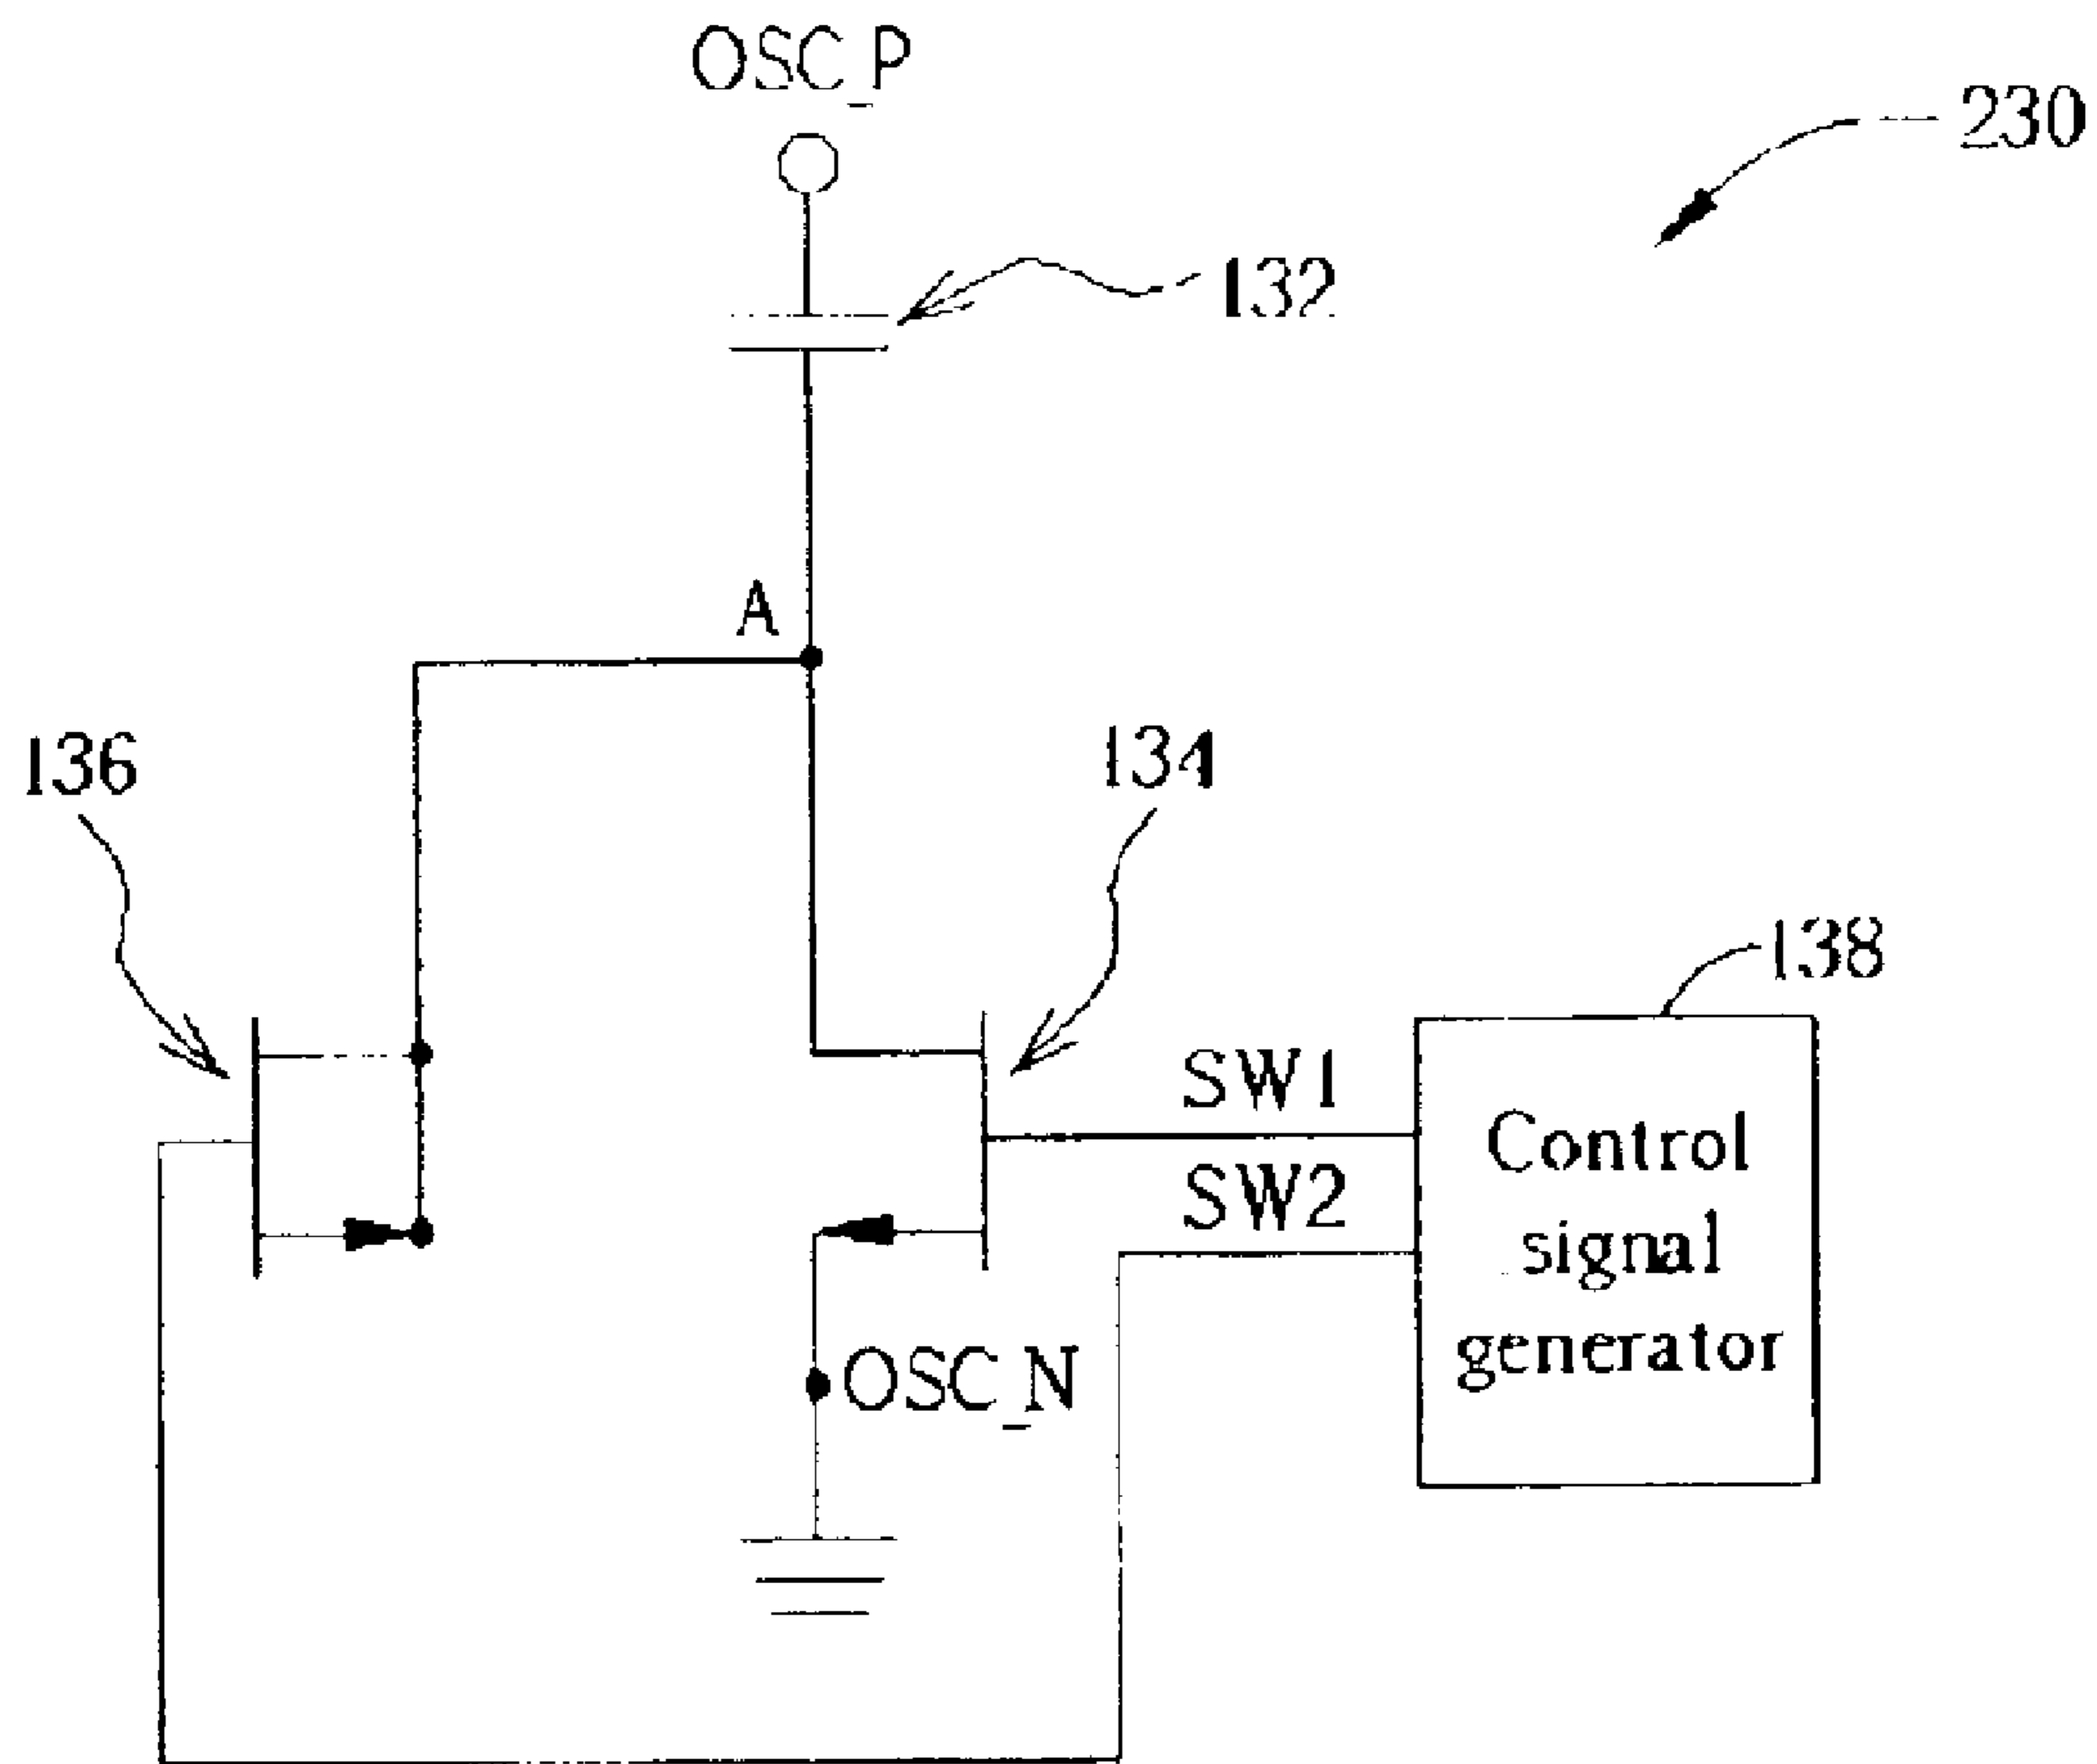 OSC_P
230
132
A
136
134
138
SW1
SW2
Control
signal
generator
OSC_N